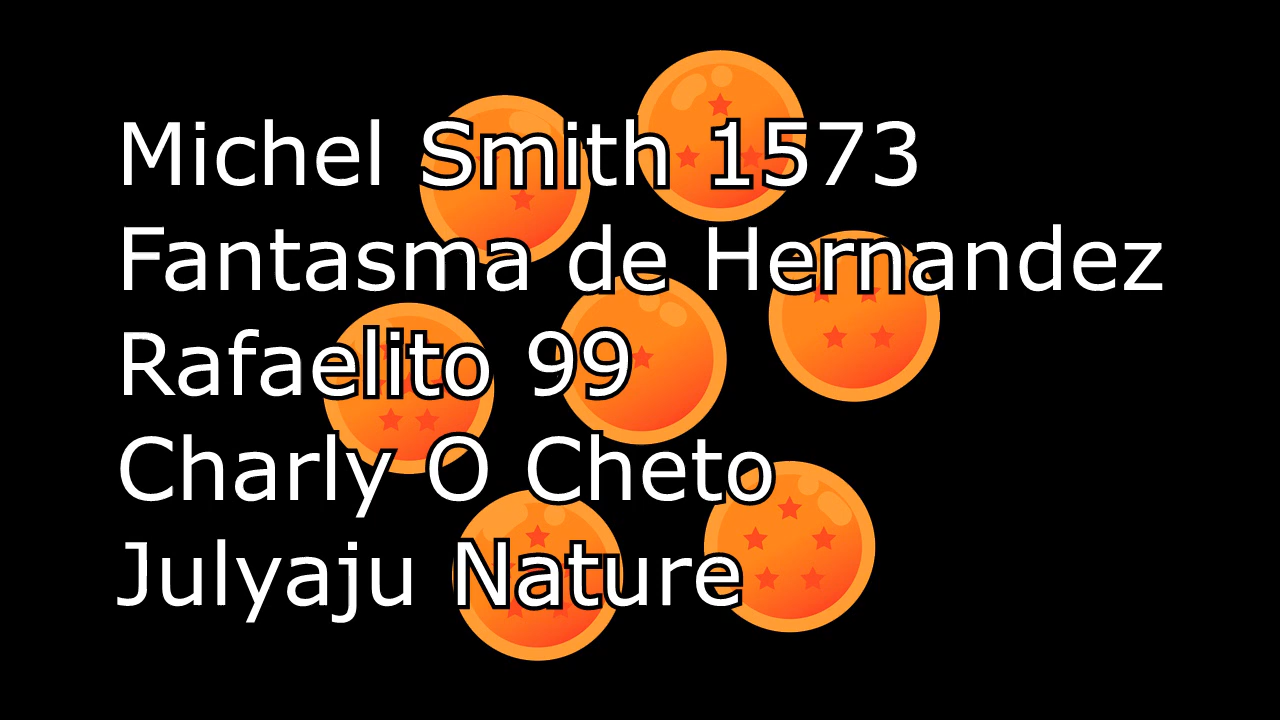 Michel Smith 1573
Fantasma de Hernandez
Rafaelito 99
Charly O Cheto
Julyaju Nature